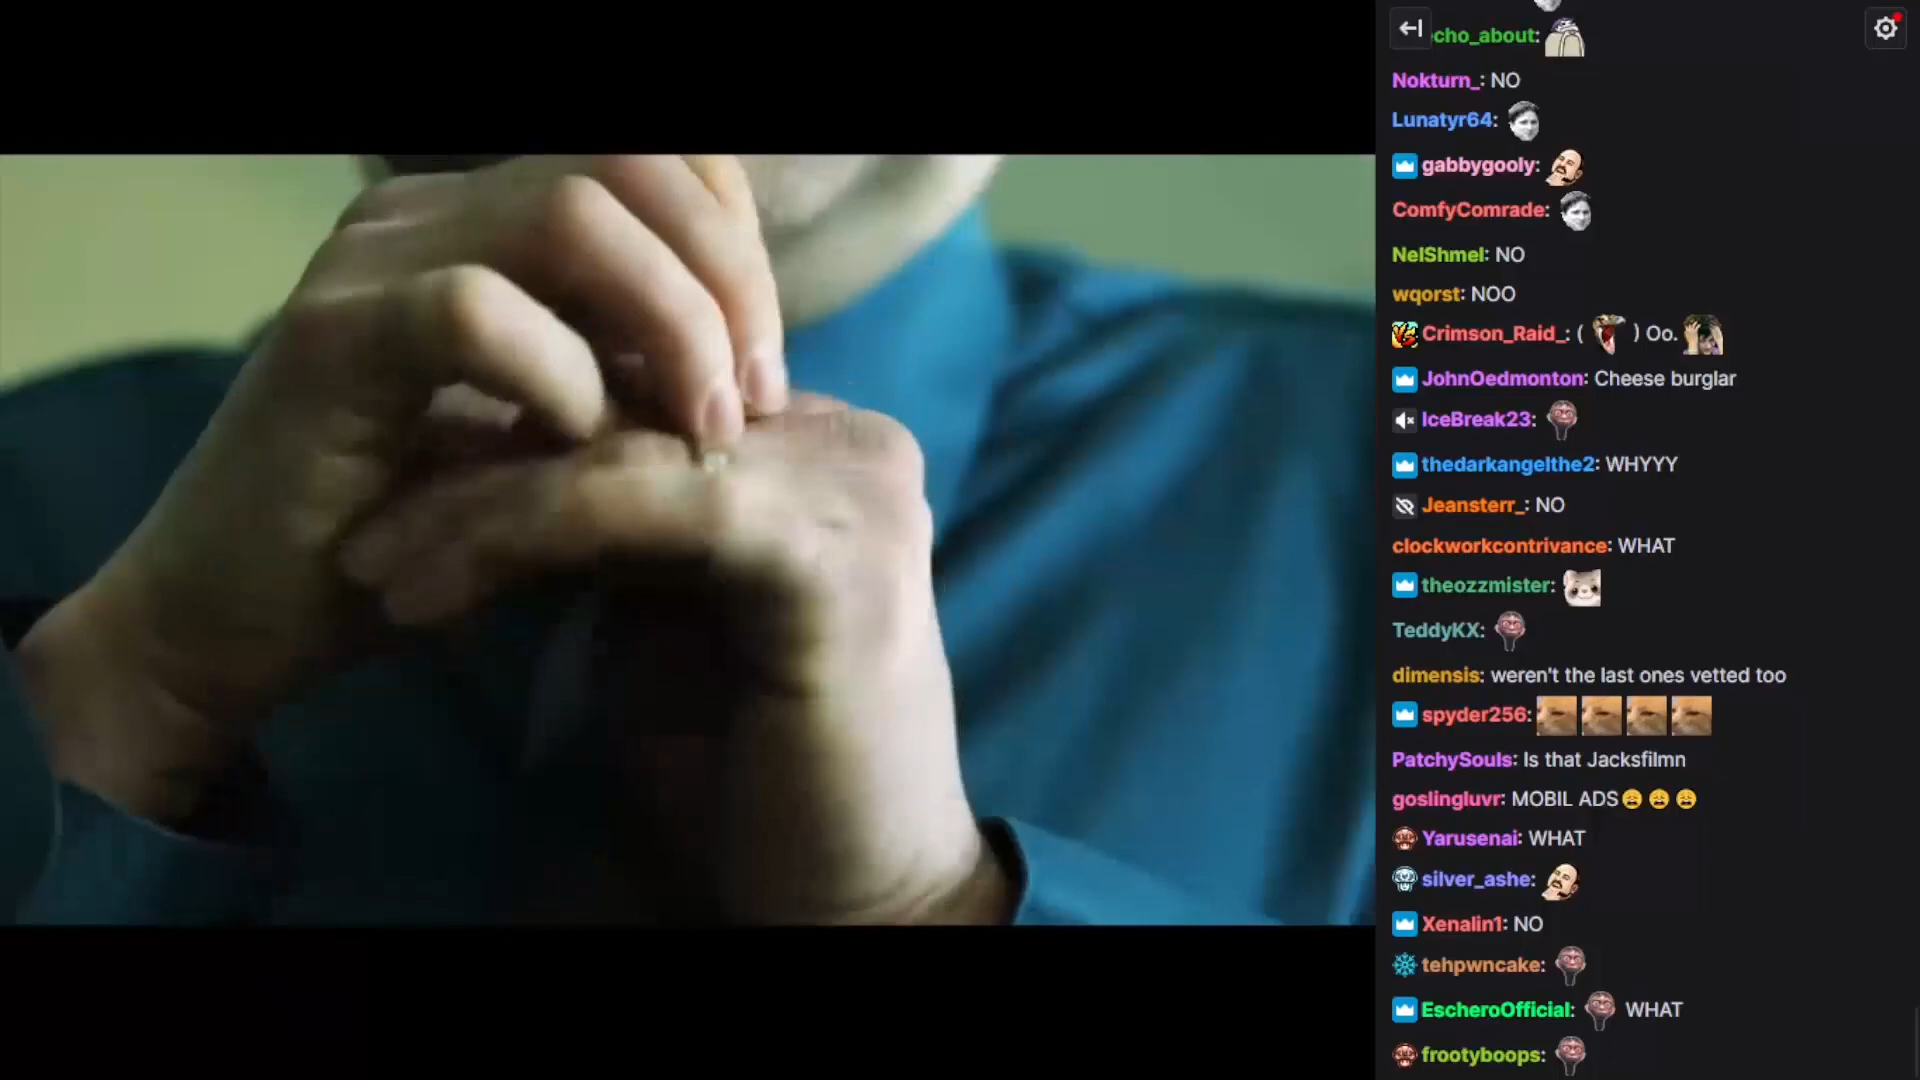 cho_about:
Nokturn_: NO
Lunatyr64:
gabbygooly:
ComfyComrade:
NelShmel: NO
wqorst: NOO
Crimson_Raid_: ( ) Oo.
JohnOedmonton: Cheese burglar
IceBreak23:
thedarkangelthe2: WHYYY
Jeansterr_: NO
clockworkcontrivance: WHAT
theozzmister:
TeddyKX:
dimensis: weren't the last ones vetted too
spyder256:
PatchySouls: Is that Jacksfilmn
goslingluvr: MOBIL ADS😩 😩 😩
Yarusenai: WHAT
silver_ashe:
Xenalin1: NO
tehpwncake:
EscheroOfficial: WHAT
frootyboops: